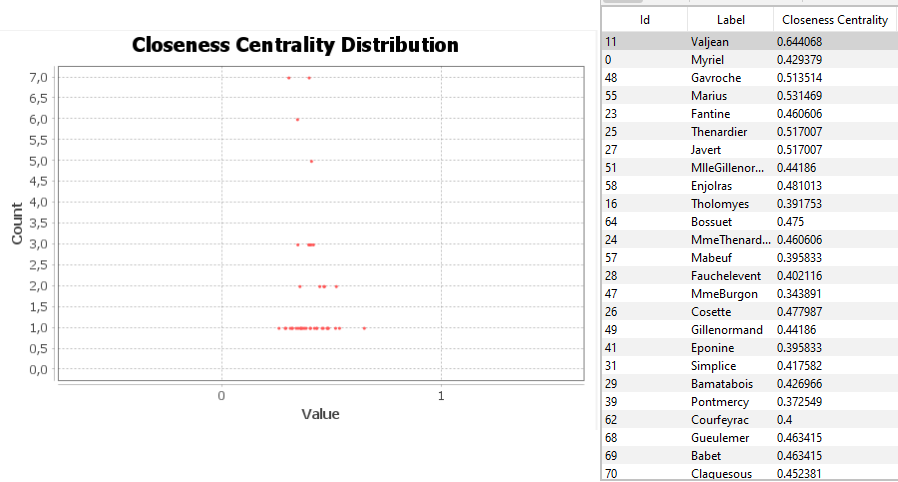 Closeness Centrality Distribution
7,0
6,5
6,0
5,5
5,0
4,5
4,0
3,5
3,0
2,5
2,0
1,5
1,0
0,5
0,0
Count
0 1
Value
Id Label Closeness Centrality
11 Valjean 0.644068
0 Myriel 0.429379
48 Gavroche 0.513514
55 Marius 0.531469
23 Fantine 0.460606
25 Thenardier 0.517007
27 Javert 0.517007
51 MlleGillenor... 0.44186
58 Enjolras 0.481013
16 Tholomyes 0.391753
64 Bossuet 0.475
24 MmeThenard... 0.460606
57 Mabeuf 0.395833
28 Fauchelevent 0.402116
47 MmeBurgon 0.343891
26 Cosette 0.477987
49 Gillenormand 0.44186
41 Eponine 0.395833
31 Simplice 0.417582
29 Bamatabois 0.426966
39 Pontmercy 0.372549
62 Courfeyrac 0.4
68 Gueulemer 0.463415
69 Babet 0.463415
70 Claquesous 0.452381